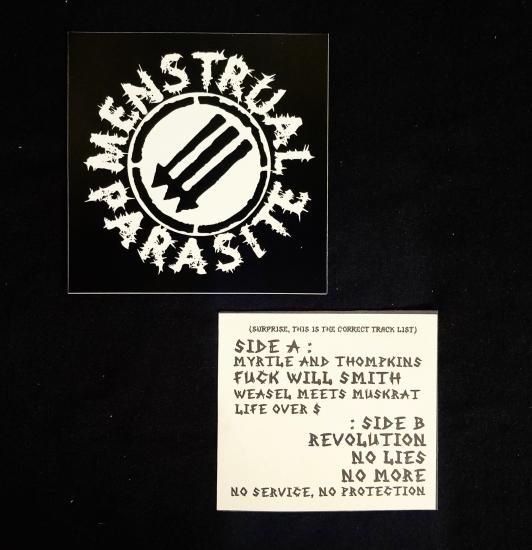 MENSTRUAL
PARASITE
(SURPRISE, THIS IS THE CORRECT TRACK LIST)
SIDE A :
MYRTLE AND THOMPKINS
FUCK WILL SMITH
WEASEL MEETS MUSKRAT
LIFE OVER $
: SIDE B
REVOLUTION
NO LIES
NO MORE
NO SERVICE, NO PROTECTION